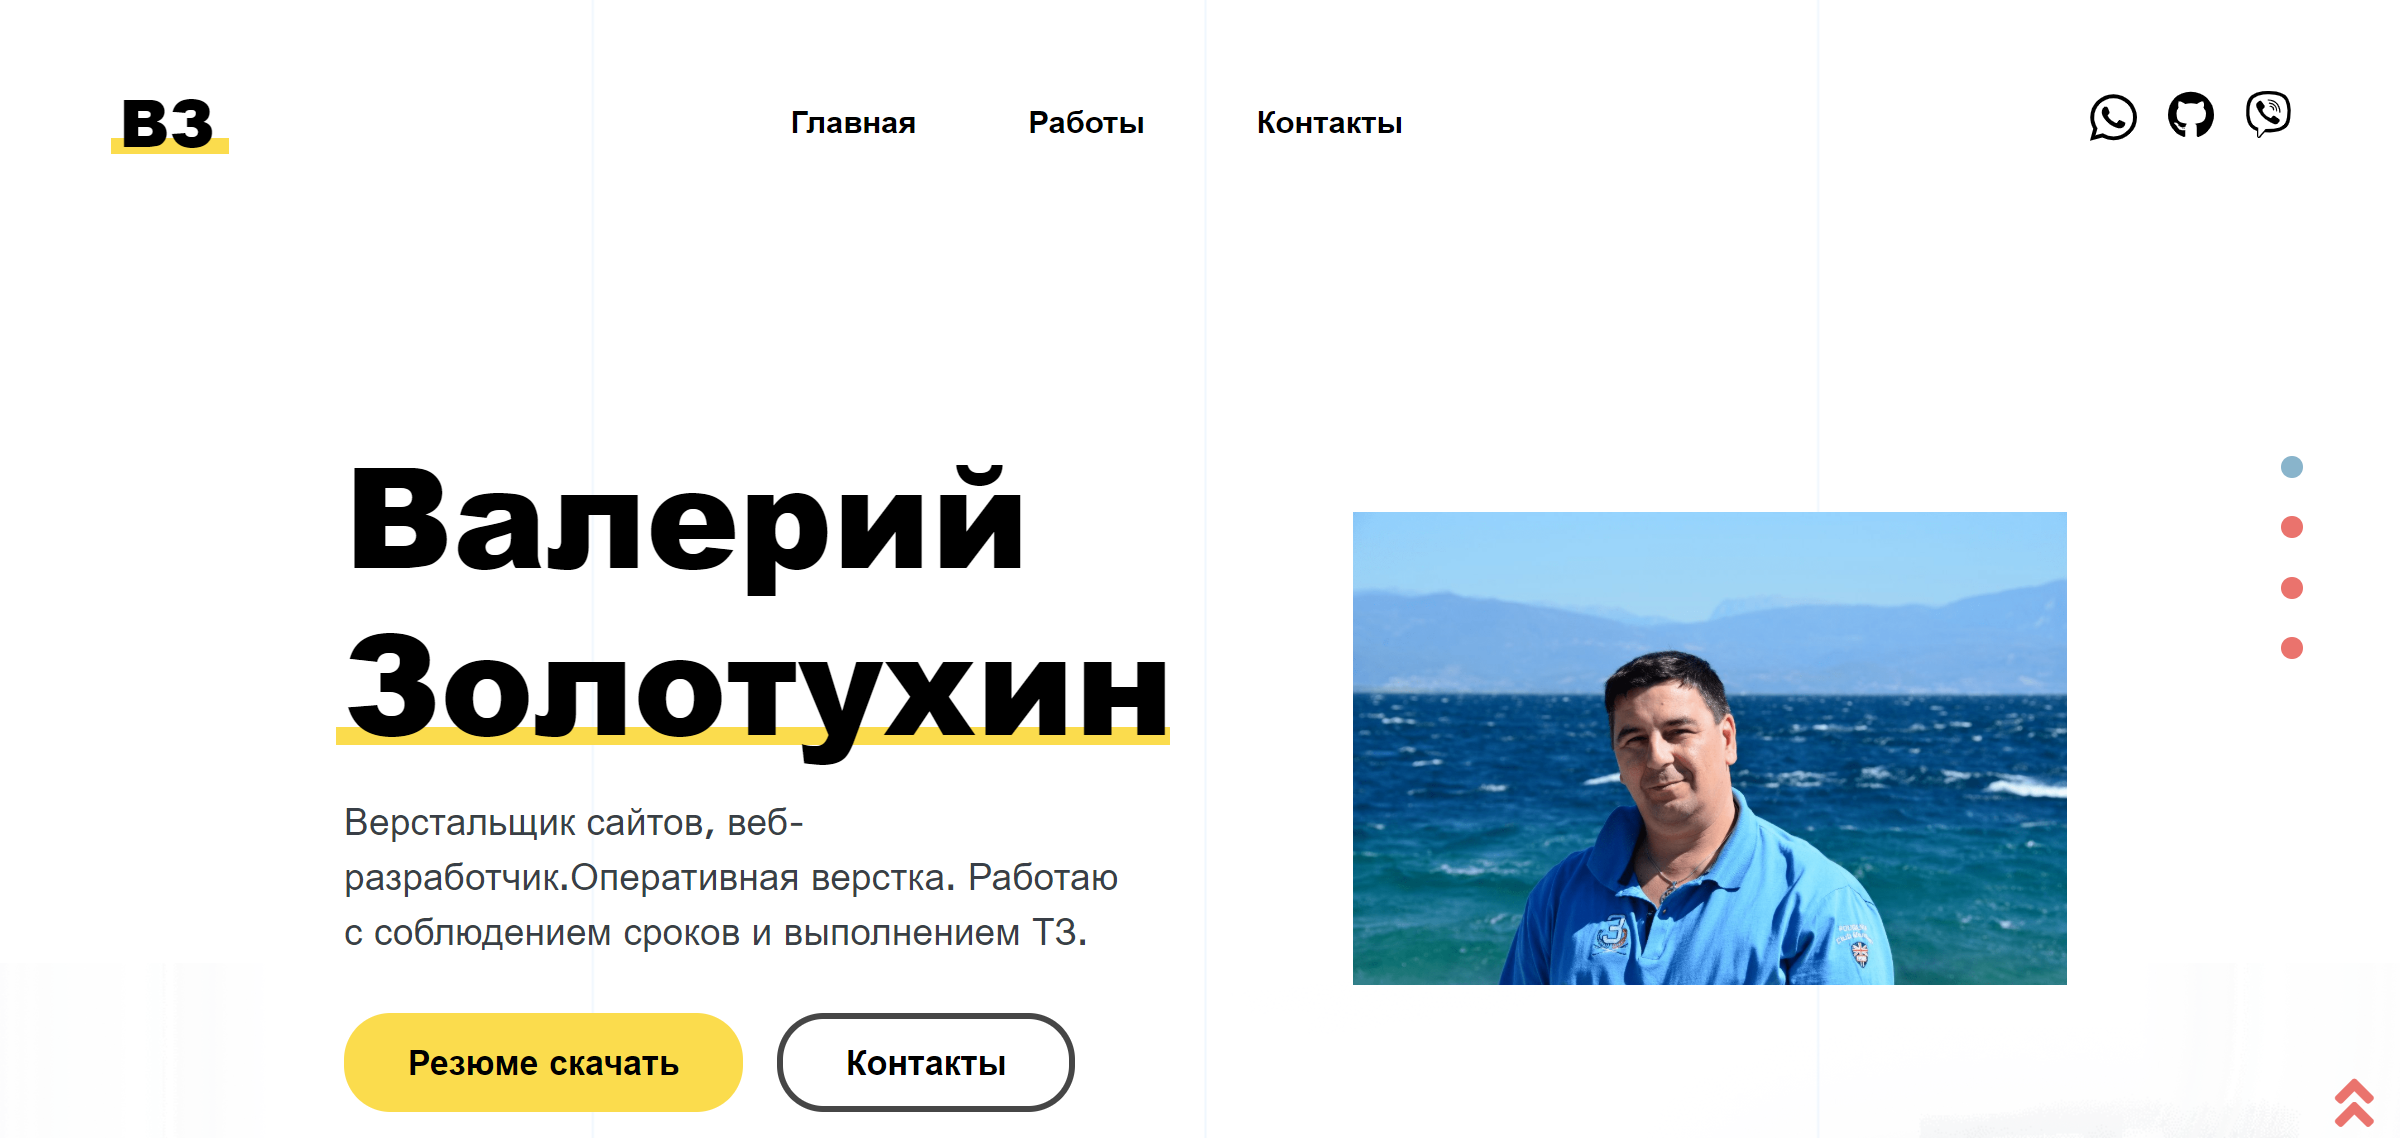 ВЗ
Главная Работы Контакты
Валерий
Золотухин
Верстальщик сайтов, веб-
разработчик.Оперативная верстка. Работаю
с соблюдением сроков и выполнением ТЗ.
Резюме скачать Контакты
3